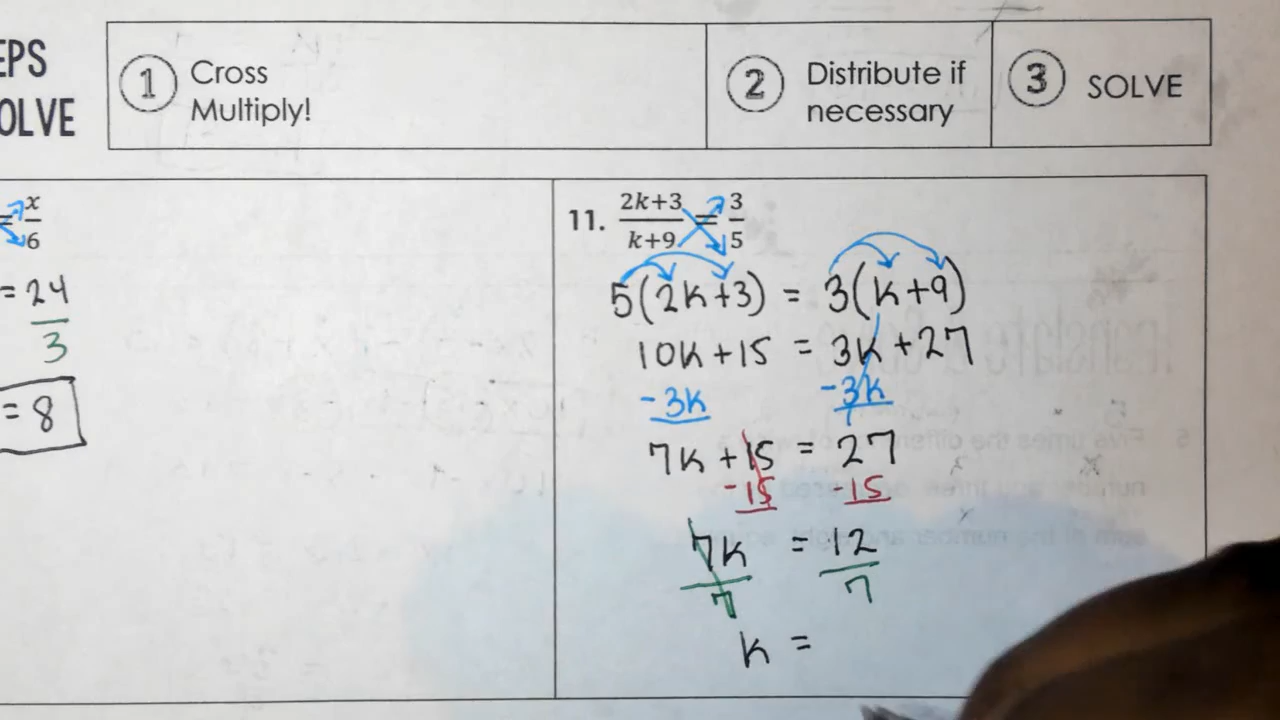 EPS
OLVE
1 Cross
Multiply!
2 Distribute if
necessary
3 SOLVE
= x/6
= 24
3
= 8
11. 2k+3/k+9 = 3/5
5(2k+3) = 3(k+9)
10k+15 = 3k+27
-3k -3k
7k+15 = 27
-15 -15
7k = 12
7 7
k =